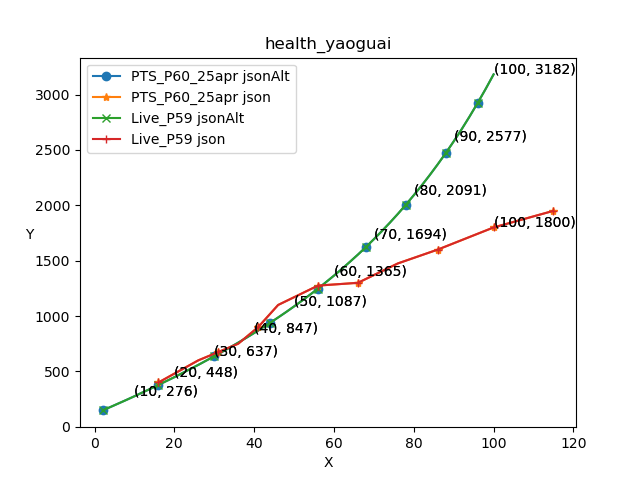 health_yaoguai
PTS_P60_25apr jsonAlt
PTS_P60_25apr json
Live_P59 jsonAlt
Live_P59 json
(100, 3182)
(90, 2577)
(80, 2091)
(100, 1800)
(70, 1694)
(60, 1365)
(50, 1087)
(40, 847)
(30, 637)
(20, 448)
(10, 276)
Y
3000
2500
2000
1500
1000
500
0
0 20 40 60 80 100 120
X